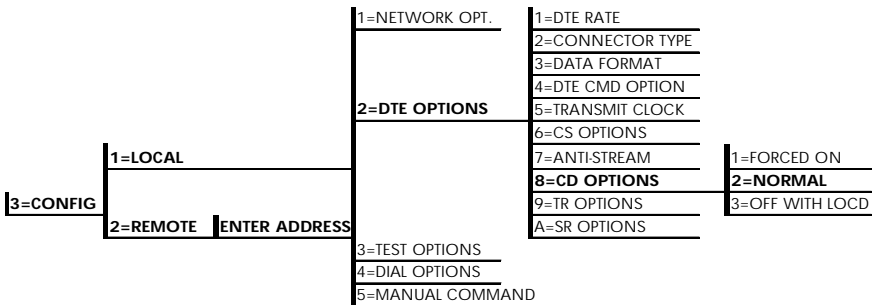 1=NETWORK OPT.
1=DTE RATE
2=CONNECTOR TYPE
3=DATA FORMAT
4=DTE CMD OPTION
2=DTE OPTIONS
5=TRANSMIT CLOCK
6=CS OPTIONS
1=LOCAL
7=ANTI-STREAM
1=FORCED ON
8=CD OPTIONS
2=NORMAL
3=CONFIG
9=TR OPTIONS
3=OFF WITH LOCD
2=REMOTE
ENTER ADDRESS
A=SR OPTIONS
3=TEST OPTIONS
4=DIAL OPTIONS
5=MANUAL COMMAND